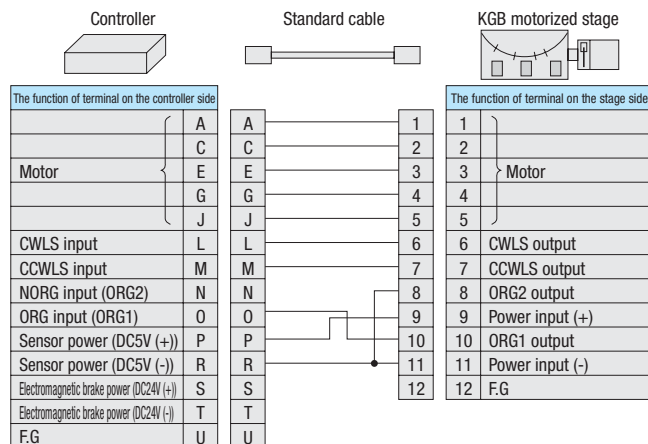 Controller
Standard cable
KGB motorized stage
The function of terminal on the controller side
The function of terminal on the stage side
A A 1 1
C C 2 2
Motor E E 3 3 Motor
G G 4 4
J J 5 5
CWLS input L L 6 6 CWLS output
CCWLS input M M 7 7 CCWLS output
NORG input (ORG2) N N 8 8 ORG2 output
ORG input (ORG1) O O 9 9 Power input (+)
Sensor power (DC5V (+)) P P 10 10 ORG1 output
Sensor power (DC5V (-)) R R 11 11 Power input (-)
Electromagnetic brake power (DC24V (+)) S S 12 12 F.G
Electromagnetic brake power (DC24V (-)) T T
F.G U U